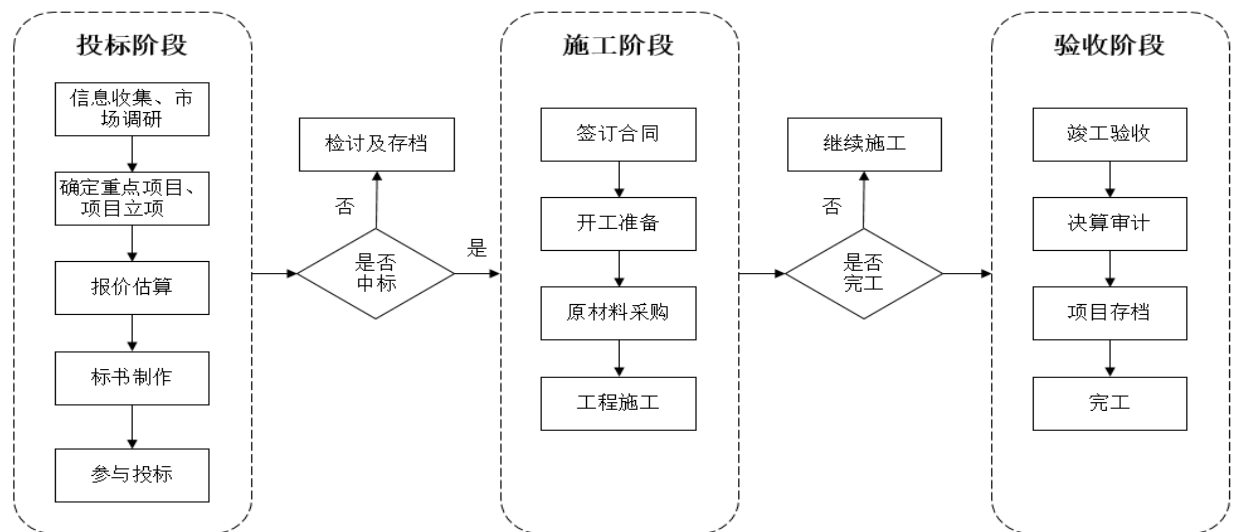 投标阶段
信息收集、市
场调研
确定重点项目、
项目立项
报价估算
标书制作
参与投标
检讨及存档
否
是否
中标
是
施工阶段
签订合同
开工准备
原材料采购
工程施工
继续施工
否
是否
完工
验收阶段
竣工验收
决算审计
项目存档
完工